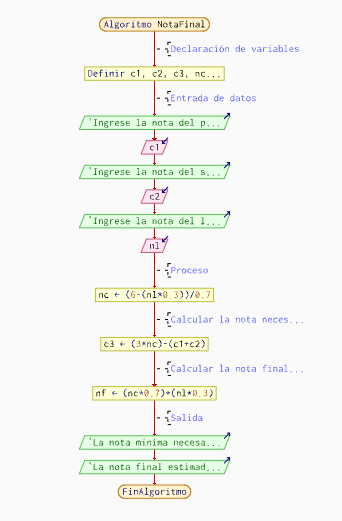 Algoritmo NotaFinal
Declaración de variables
Definir c1, c2, c3, nc...
Entrada de datos
'Ingrese la nota del p...
c1
'Ingrese la nota del s...
c2
'Ingrese la nota del l...
nl
Proceso
nc ← (6-(nl*0.3))/0.7
Calcular la nota neces...
c3 ← (3*nc)-(c1+c2)
Calcular la nota final...
nf ← (nc*0.7)+(nl*0.3)
Salida
'La nota mínima necesa...
'La nota final estimad...
FinAlgoritmo